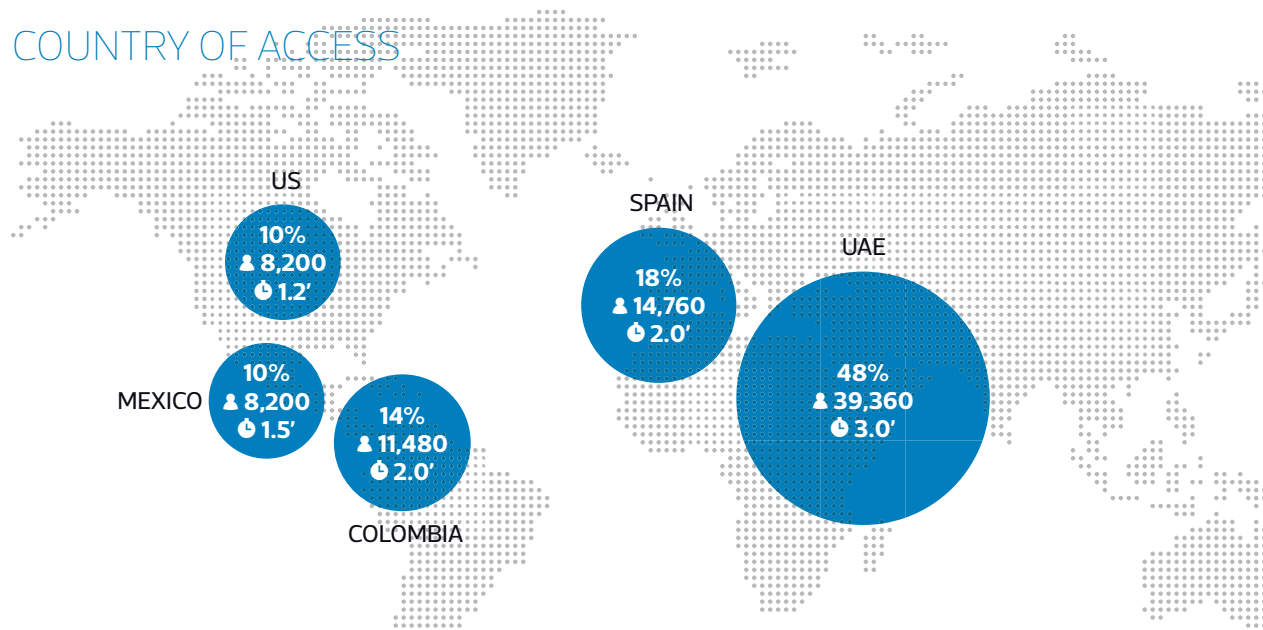 COUNTRY OF ACCESS
US
10%
8,200
1.2’
MEXICO
10%
8,200
1.5’
14%
11,480
2.0’
COLOMBIA
SPAIN
18%
14,760
2.0’
UAE
48%
39,360
3.0’